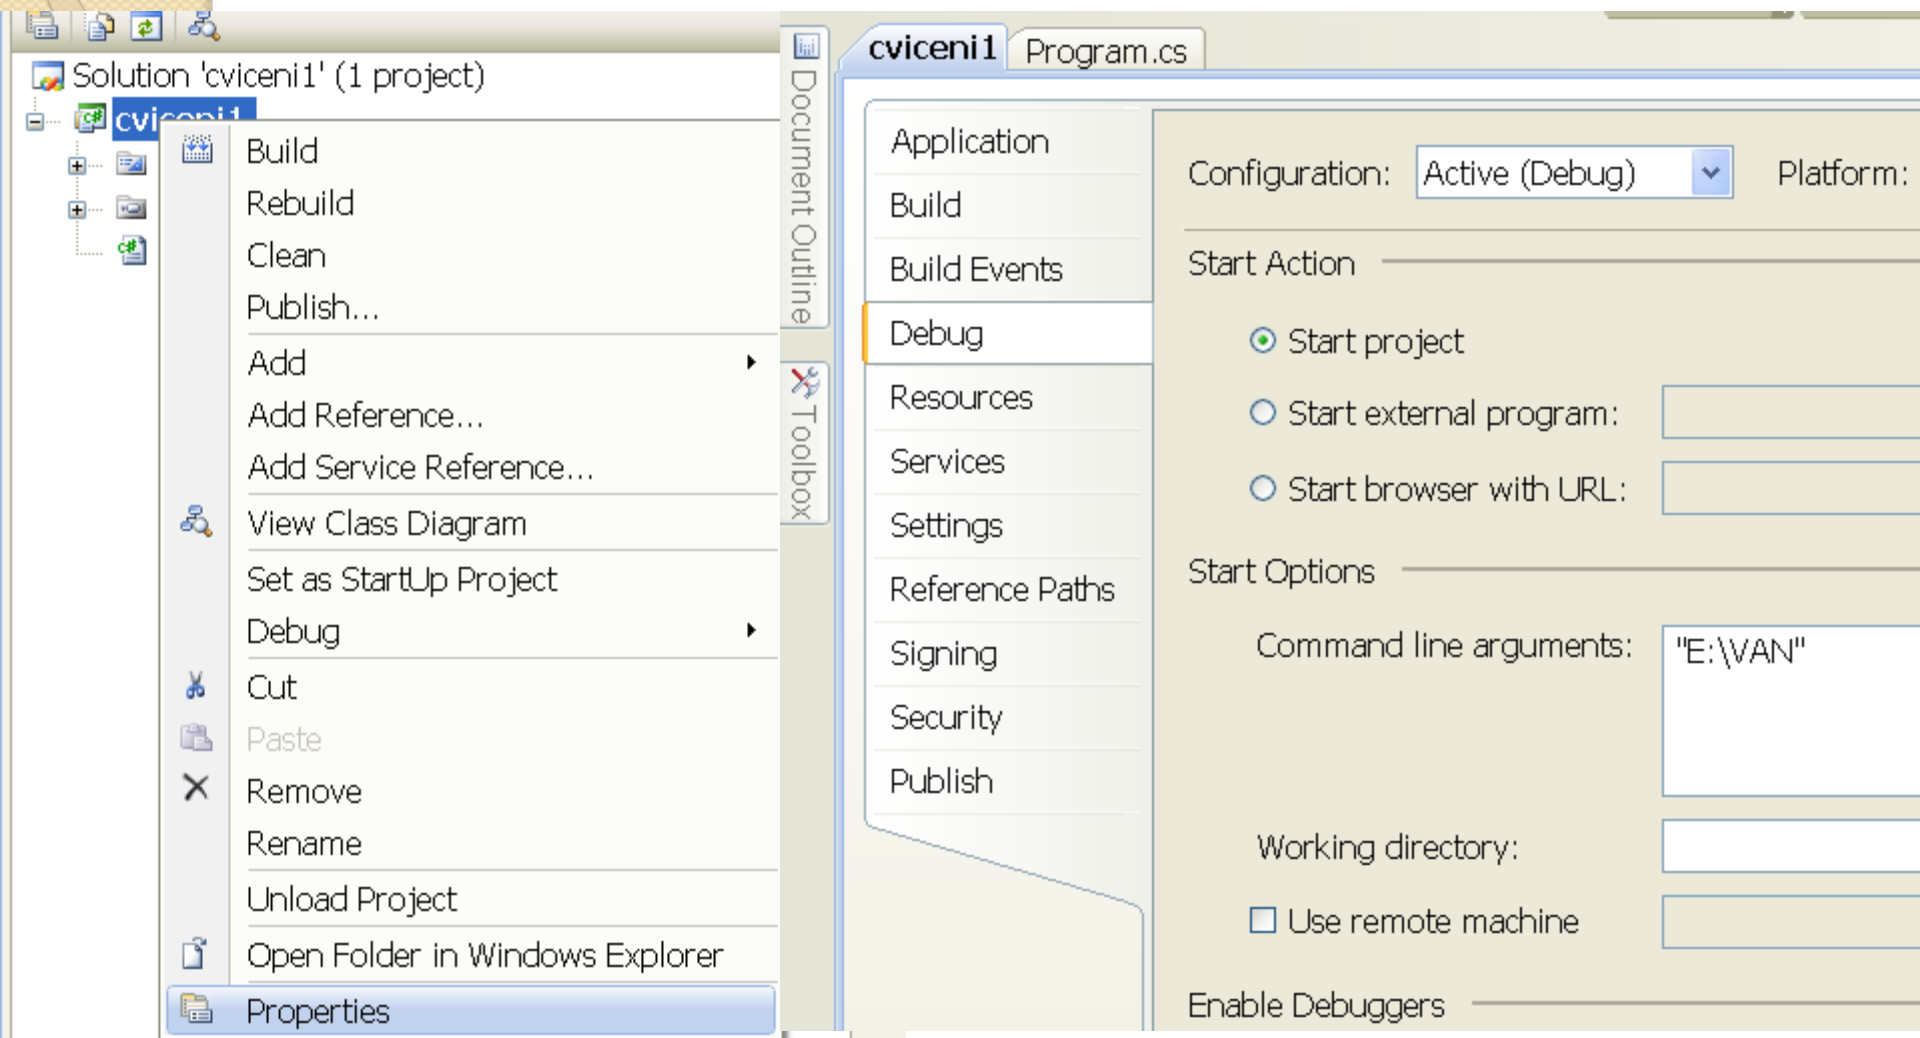 Solution 'cviceni1' (1 project)
cviceni1
Build
Rebuild
Clean
Publish...
Add
Add Reference...
Add Service Reference...
View Class Diagram
Set as StartUp Project
Debug
Cut
Paste
Remove
Rename
Unload Project
Open Folder in Windows Explorer
Properties
Document Outline
Toolbox
cviceni1
Program.cs
Application
Build
Build Events
Debug
Resources
Services
Settings
Reference Paths
Signing
Security
Publish
Configuration: Active (Debug) Platform:
Start Action
Start project
Start external program:
Start browser with URL:
Start Options
Command line arguments: "E:\VAN"
Working directory:
Use remote machine
Enable Debuggers